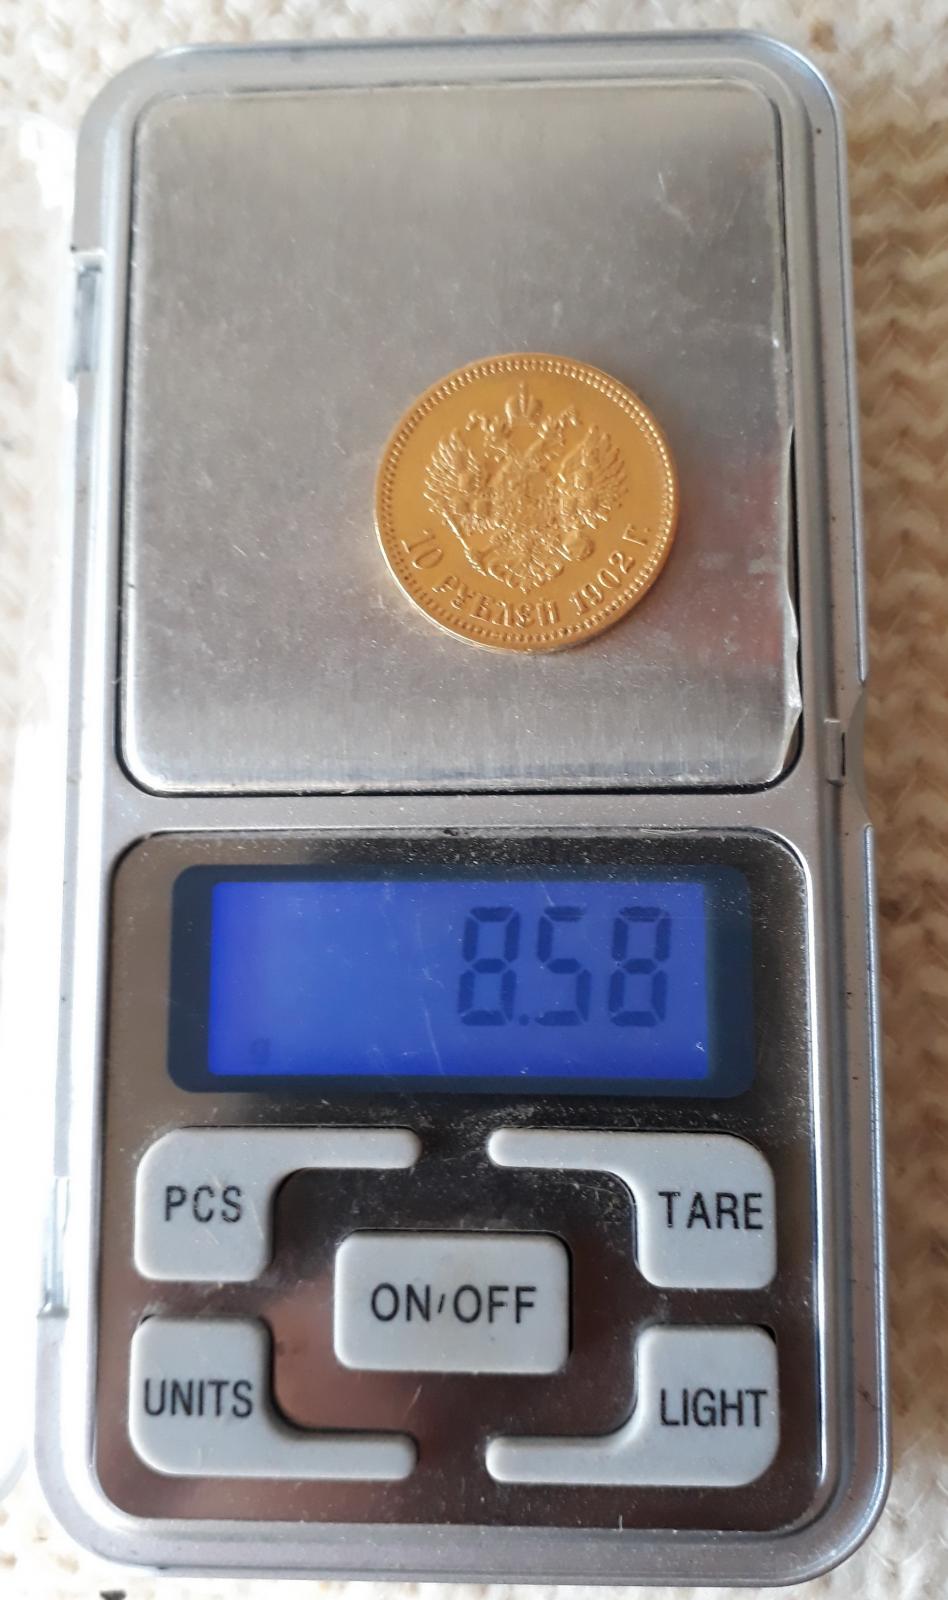 10 РУБЛЕЙ 1902 Г.
8.58
g
PCS
TARE
ON/OFF
UNITS
LIGHT